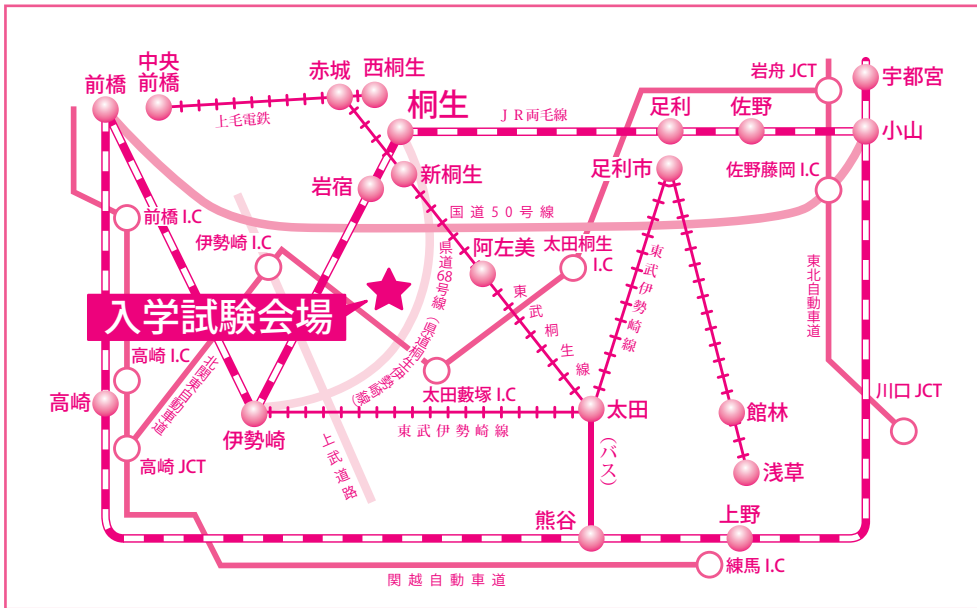 中央
前橋
前橋
赤城
西桐生
桐生
上毛電鉄
ＪＲ両毛線
足利
佐野
岩舟 JCT
宇都宮
小山
新桐生
岩宿
足利市
佐野藤岡 I.C
国道50号線
前橋 I.C
伊勢崎 I.C
阿左美
太田桐生
I.C
県道68号線（県道桐生伊勢崎線）
東武伊勢崎線
東武桐生線
東北自動車道
入学試験会場
高崎 I.C
北関東自動車道
高崎
太田藪塚 I.C
川口 JCT
伊勢崎
東武伊勢崎線
太田
館林
高崎 JCT
上武道路
（バス）
浅草
熊谷
上野
練馬 I.C
関越自動車道